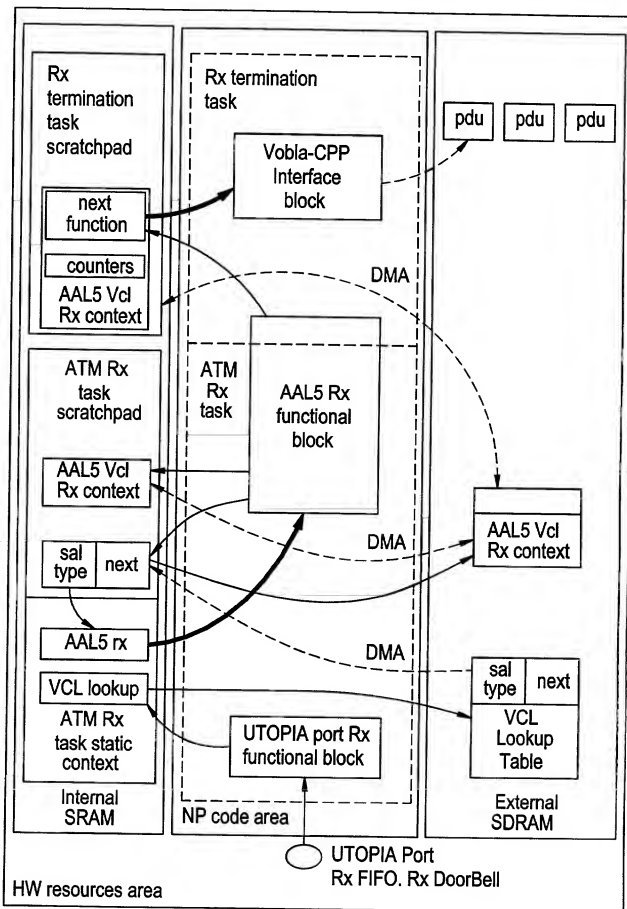 Rx
termination
task
scratchpad
next
function
counters
AAL5 Vcl
Rx context
ATM Rx
task
scratchpad
AAL5 Vcl
Rx context
sal
type
next
AAL5 rx
VCL lookup
ATM Rx
task static
context
Internal
SRAM
Rx termination
task
Vobla-CPP
Interface
block
DMA
ATM
Rx
task
AAL5 Rx
functional
block
DMA
DMA
UTOPIA port Rx
functional block
NP code area
pdu
pdu
pdu
AAL5 Vcl
Rx context
sal
type
next
VCL
Lookup
Table
External
SDRAM
UTOPIA Port
Rx FIFO. Rx DoorBell
HW resources area